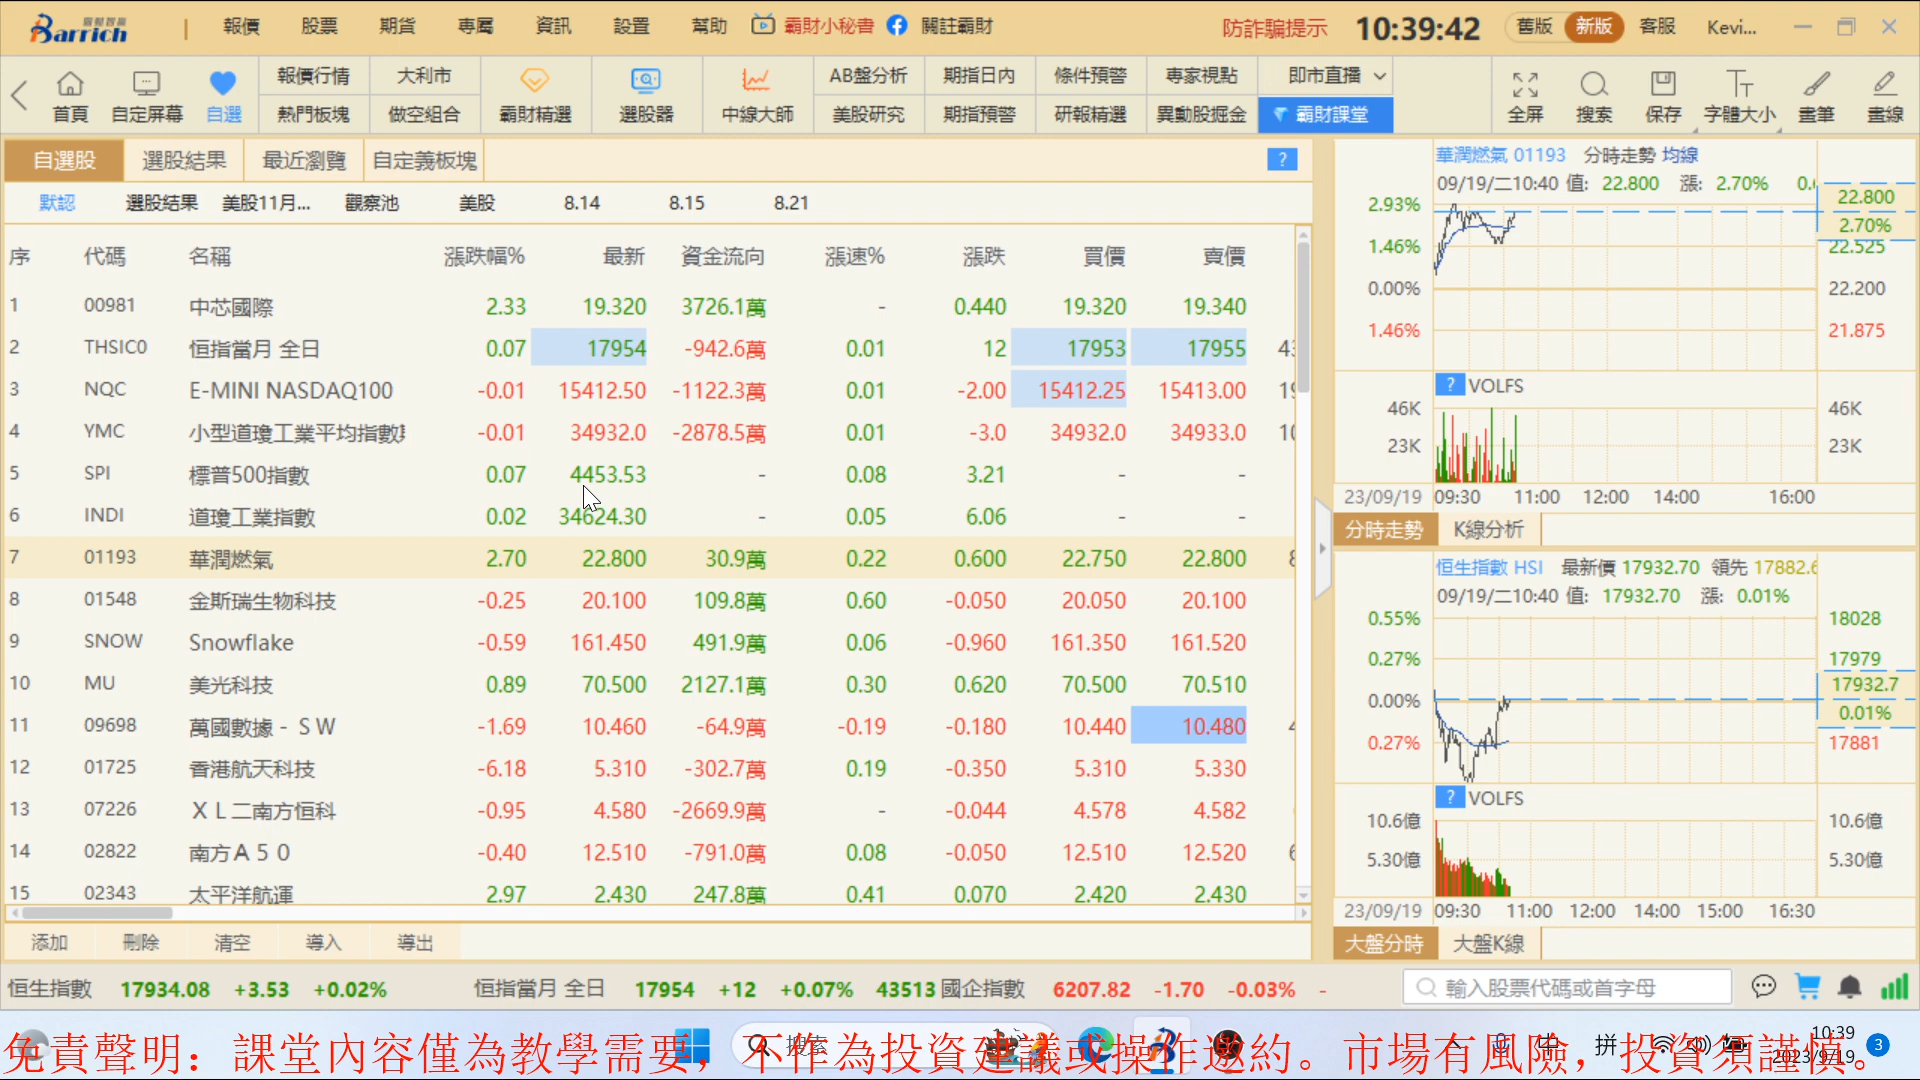 Barrich 報價 股票 期貨 專屬 資訊 設置 幫助 霸財小秘書 關註霸財 防詐騙提示 10:39:42 舊版 新版 客服 Kevi...
首頁 自定屏幕 自選 報價行情 大利市 霸財精選 選股器 中線大師 AB盤分析 期指日內 條件預警 專家視點 即市直播 全屏 搜索 保存 字體大小 畫筆 畫線
熱門板塊 做空組合 美股研究 期指預警 研報精選 異動股掘金 霸財課堂
自選股 選股結果 最近瀏覽 自定義板塊 ?
默認 選股結果 美股11月... 觀察池 美股 8.14 8.15 8.21
序 代碼 名稱 漲跌幅% 最新 資金流向 漲速% 漲跌 買價 賣價
1 00981 中芯國際 2.33 19.320 3726.1萬 - 0.440 19.320 19.340
2 THSIC0 恒指當月 全日 0.07 17954 -942.6萬 0.01 12 17953 17955
3 NQC E-MINI NASDAQ100 -0.01 15412.50 -1122.3萬 0.01 -2.00 15412.25 15413.00
4 YMC 小型道瓊工業平均指數 -0.01 34932.0 -2878.5萬 0.01 -3.0 34932.0 34933.0
5 SPI 標普500指數 0.07 4453.53 - 0.08 3.21 - -
6 INDI 道瓊工業指數 0.02 34624.30 - 0.05 6.06 - -
7 01193 華潤燃氣 2.70 22.800 30.9萬 0.22 0.600 22.750 22.800
8 01548 金斯瑞生物科技 -0.25 20.100 109.8萬 0.60 -0.050 20.050 20.100
9 SNOW Snowflake -0.59 161.450 491.9萬 0.06 -0.960 161.350 161.520
10 MU 美光科技 0.89 70.500 2127.1萬 0.30 0.620 70.500 70.510
11 09698 萬國數據－ＳＷ -1.69 10.460 -64.9萬 -0.19 -0.180 10.440 10.480
12 01725 香港航天科技 -6.18 5.310 -302.7萬 0.19 -0.350 5.310 5.330
13 07226 ＸＬ二南方恒科 -0.95 4.580 -2669.9萬 - -0.044 4.578 4.582
14 02822 南方Ａ５０ -0.40 12.510 -791.0萬 0.08 -0.050 12.510 12.520
15 02343 太平洋航運 2.97 2.430 247.8萬 0.41 0.070 2.420 2.430
添加 刪除 清空 導入 導出
華潤燃氣 01193 分時走勢 均線
09/19/二10:40 值: 22.800 漲: 2.70%
22.800
2.93%
2.70%
1.46% 22.525
0.00% 22.200
1.46% 21.875
? VOLFS
46K 46K
23K 23K
23/09/19 09:30 11:00 12:00 14:00 16:00
分時走勢 K線分析
恒生指數 HSI 最新價 17932.70 領先 17882.6
09/19/二10:40 值: 17932.70 漲: 0.01%
0.55% 18028
0.27% 17979
17932.7
0.00%
0.01%
0.27% 17881
? VOLFS
10.6億 10.6億
5.30億 5.30億
23/09/19 09:30 11:00 12:00 14:00 15:00 16:30
大盤分時 大盤K線
恒生指數 17934.08 +3.53 +0.02% 恒指當月 全日 17954 +12 +0.07% 43513 國企指數 6207.82 -1.70 -0.03% - 輸入股票代碼或首字母
搜索 中 拼 10:39 3
2023/9/19
免責聲明：課堂內容僅為教學需要，不作為投資建議或操作邀約。市場有風險，投資須謹慎。